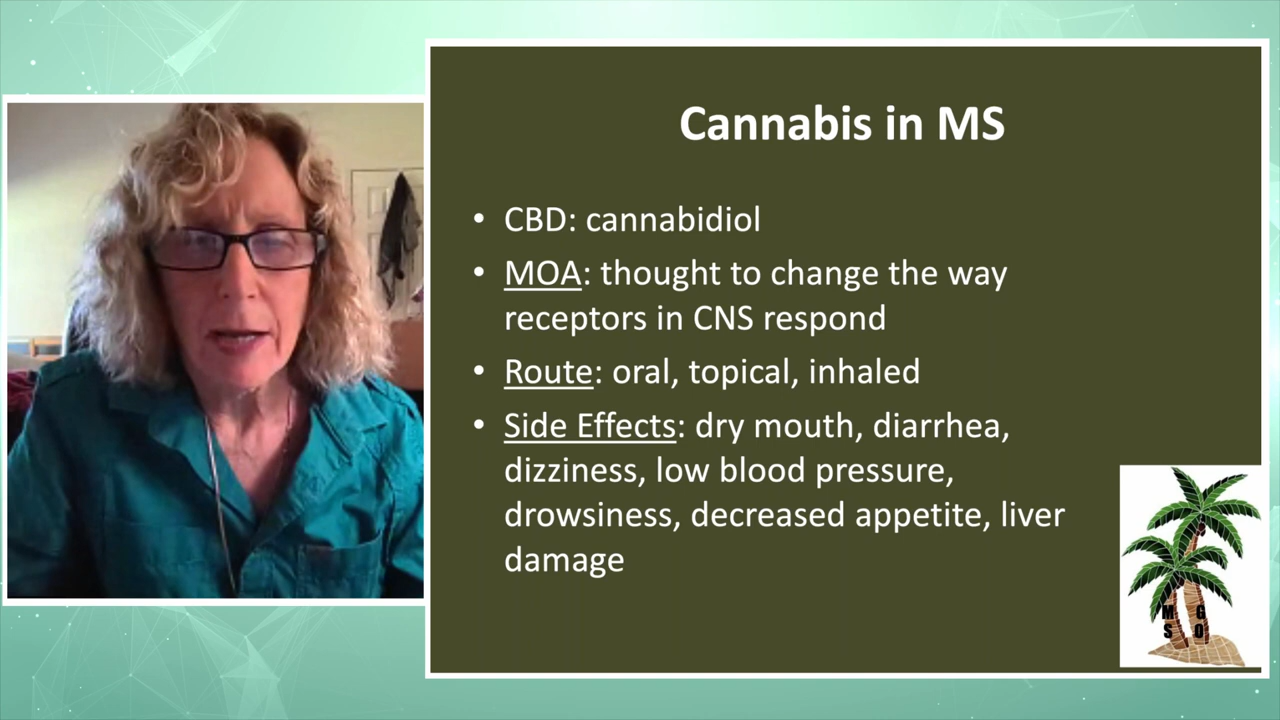 Cannabis in MS
• CBD: cannabidiol
• MOA: thought to change the way
receptors in CNS respond
• Route: oral, topical, inhaled
• Side Effects: dry mouth, diarrhea,
dizziness, low blood pressure,
drowsiness, decreased appetite, liver
damage
M G
S O